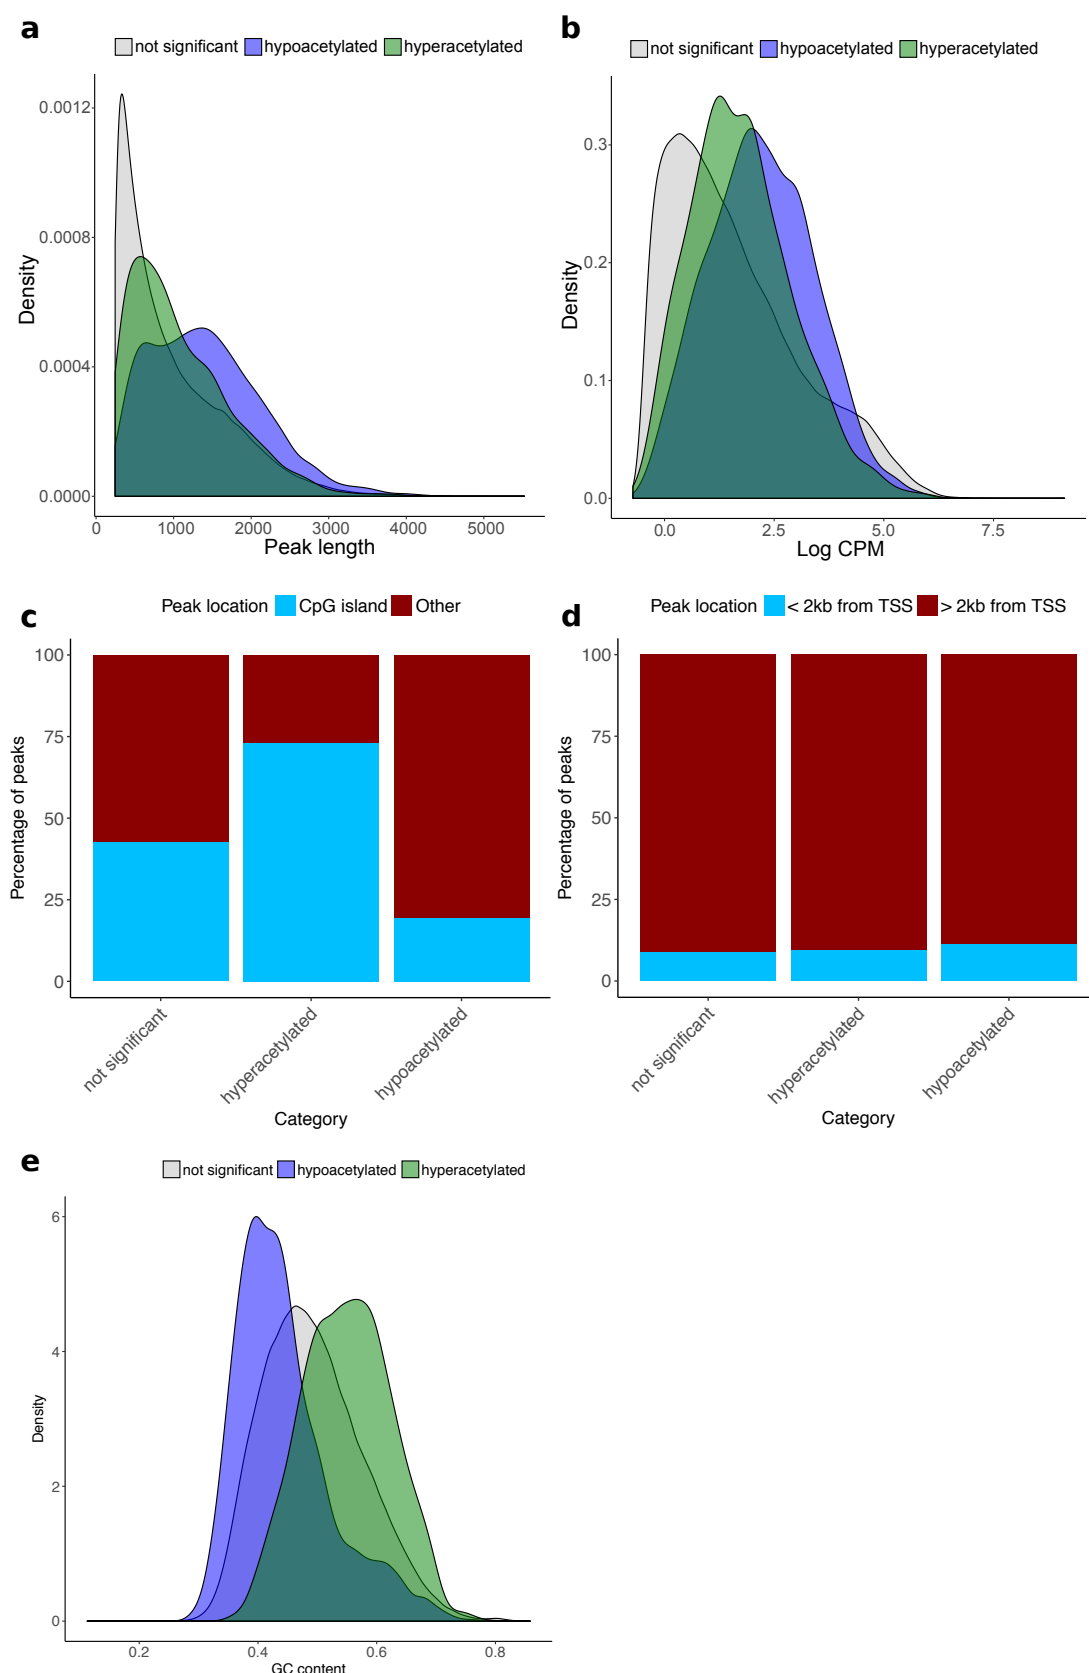 a
not significant hypoacetylated hyperacetylated
Density
0.0012
0.0008
0.0004
0.0000
0 1000 2000 3000 4000 5000
Peak length
b
not significant hypoacetylated hyperacetylated
Density
0.3
0.2
0.1
0.0
0.0 2.5 5.0 7.5
Log CPM
c
Peak location CpG island Other
Percentage of peaks
100
75
50
25
0
not significant
hyperacetylated
hypoacetylated
Category
d
Peak location < 2kb from TSS > 2kb from TSS
Percentage of peaks
100
75
50
25
0
not significant
hyperacetylated
hypoacetylated
Category
e
not significant hypoacetylated hyperacetylated
Density
6
4
2
0
0.2 0.4 0.6 0.8
GC content